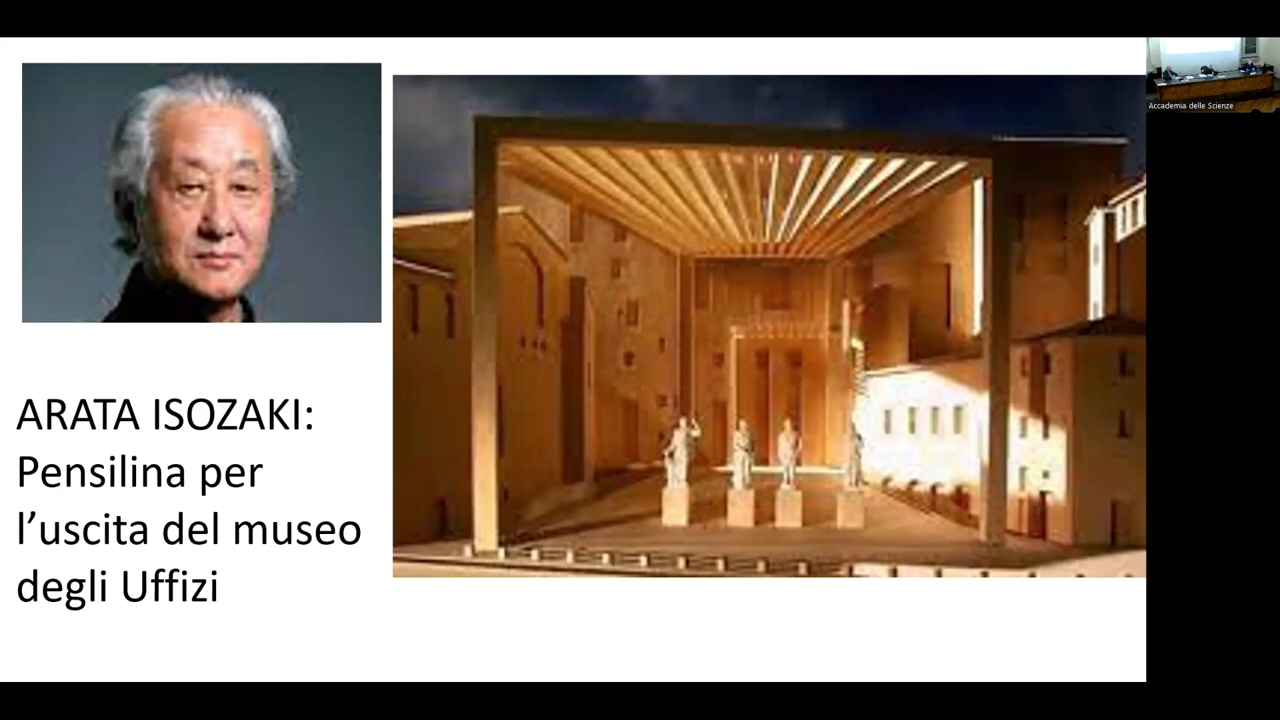 Accademia delle Scienze
ARATA ISOZAKI:
Pensilina per
l’uscita del museo
degli Uffizi